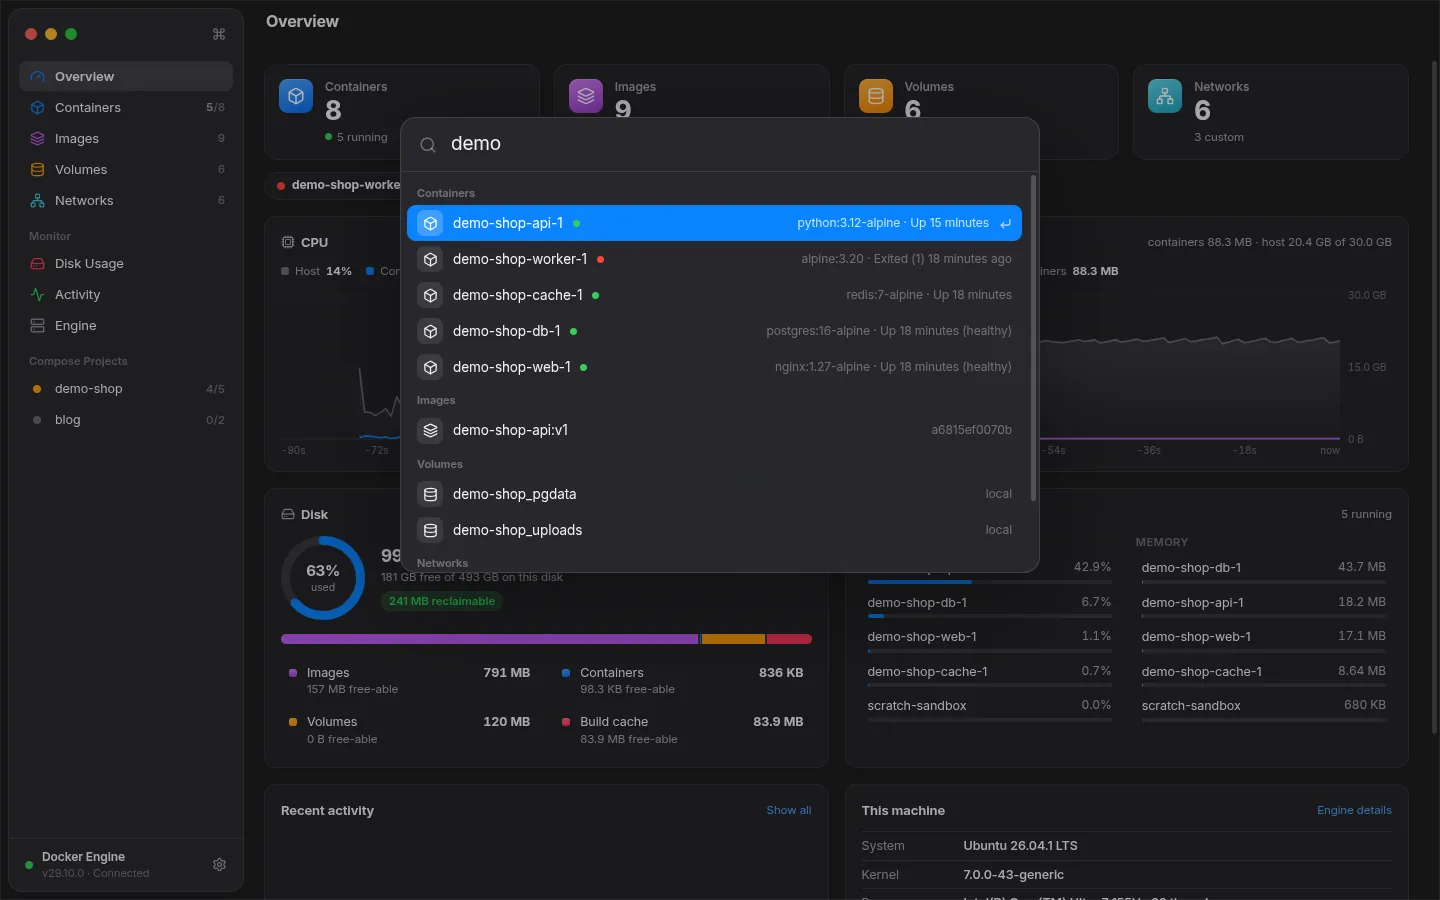 ⌘
Overview
Containers 5/8
Images 9
Volumes 6
Networks 6
Monitor
Disk Usage
Activity
Engine
Compose Projects
demo-shop 4/5
blog 0/2
Docker Engine
v29.10.0 · Connected
Overview
Containers
8
5 running
Images
9
Volumes
6
Networks
6
3 custom
demo-shop-worke
CPU
Host 14%
containers 88.3 MB · host 20.4 GB of 30.0 GB
88.3 MB
30.0 GB
15.0 GB
0 B
-90s -72s
-54s -36s -18s now
demo
Containers
demo-shop-api-1 python:3.12-alpine · Up 15 minutes
demo-shop-worker-1 alpine:3.20 · Exited (1) 18 minutes ago
demo-shop-cache-1 redis:7-alpine · Up 18 minutes
demo-shop-db-1 postgres:16-alpine · Up 18 minutes (healthy)
demo-shop-web-1 nginx:1.27-alpine · Up 18 minutes (healthy)
Images
demo-shop-api:v1 a6815ef0070b
Volumes
demo-shop_pgdata local
demo-shop_uploads local
Networks
Disk
63%
used
181 GB free of 493 GB on this disk
241 MB reclaimable
Images 791 MB
157 MB free-able
Containers 836 KB
98.3 KB free-able
Volumes 120 MB
0 B free-able
Build cache 83.9 MB
83.9 MB free-able
5 running
42.9%
demo-shop-db-1 6.7%
demo-shop-web-1 1.1%
demo-shop-cache-1 0.7%
scratch-sandbox 0.0%
MEMORY
demo-shop-db-1 43.7 MB
demo-shop-api-1 18.2 MB
demo-shop-web-1 17.1 MB
demo-shop-cache-1 8.64 MB
scratch-sandbox 680 KB
Recent activity Show all
This machine Engine details
System Ubuntu 26.04.1 LTS
Kernel 7.0.0-43-generic